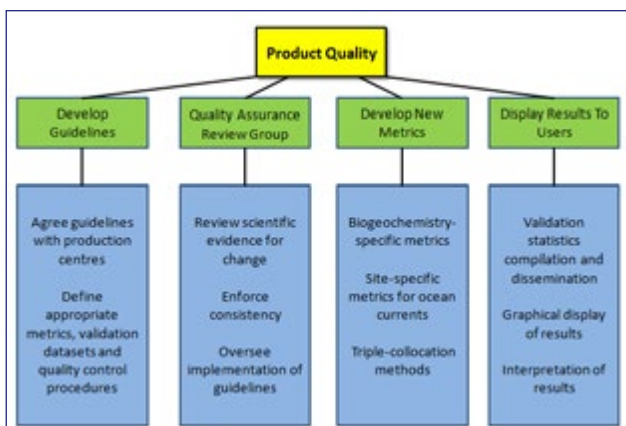 Product Quality
Develop
Guidelines
Quality Assurance
Review Group
Develop New
Metrics
Display Results To
Users
Agree guidelines
with production
centres
Define
appropriate
metrics, validation
datasets and
quality control
procedures
Review scientific
evidence for
change
Enforce
consistency
Oversee
implementation of
guidelines
Biogeochemistry-
specific metrics
Site-specific
metrics for ocean
currents
Triple-collocation
methods
Validation
statistics
compilation and
dissemination
Graphical display
of results
Interpretation of
results